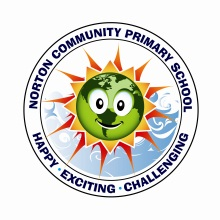 NORTON COMMUNITY PRIMARY SCHOOL
HAPPY · EXCITING · CHALLENGING